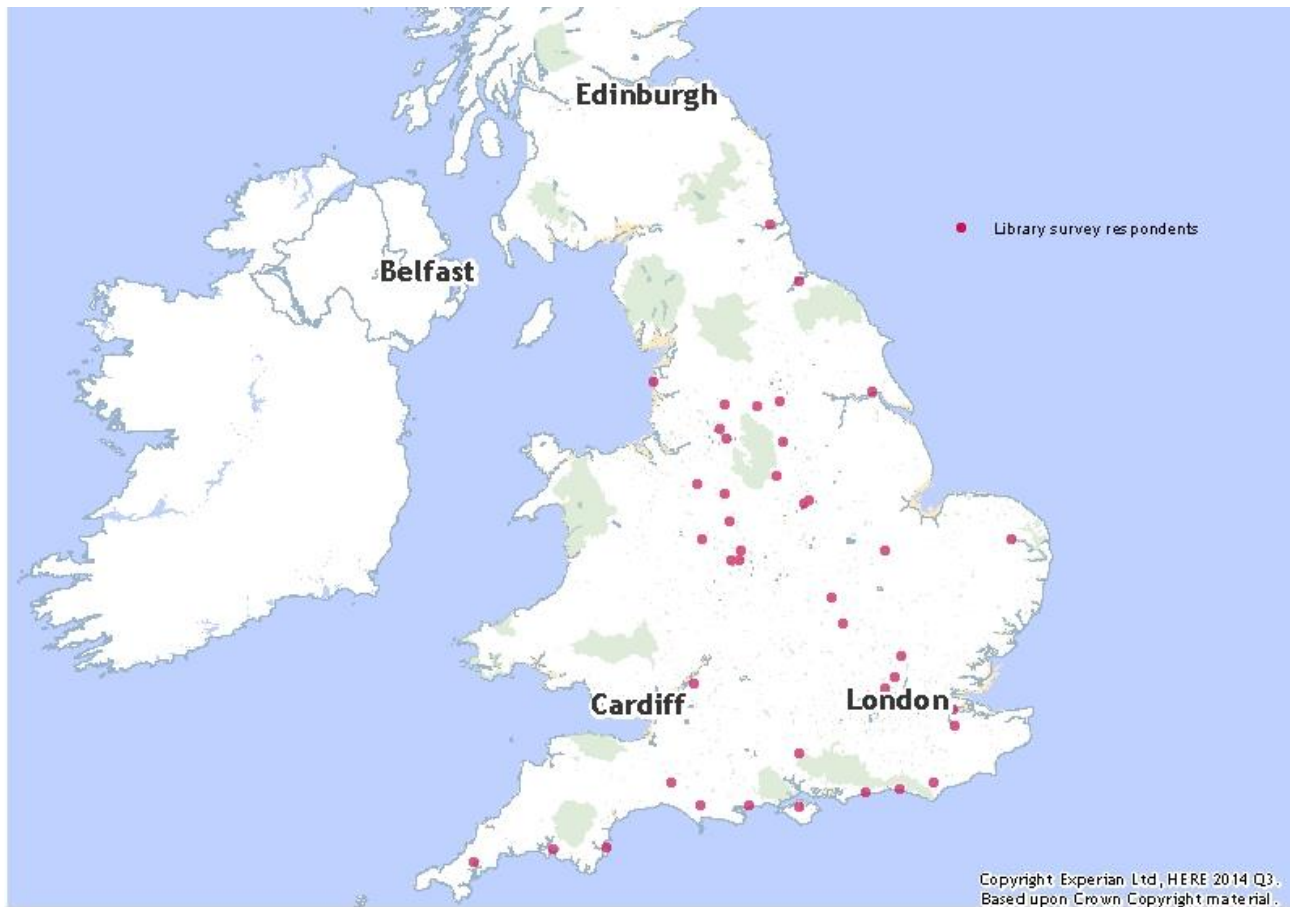 Edinburgh
Library survey respondents
Belfast
Cardiff
London
Copyright Experian Ltd, HERE 2014 Q3.
Based upon Crown Copyright material.